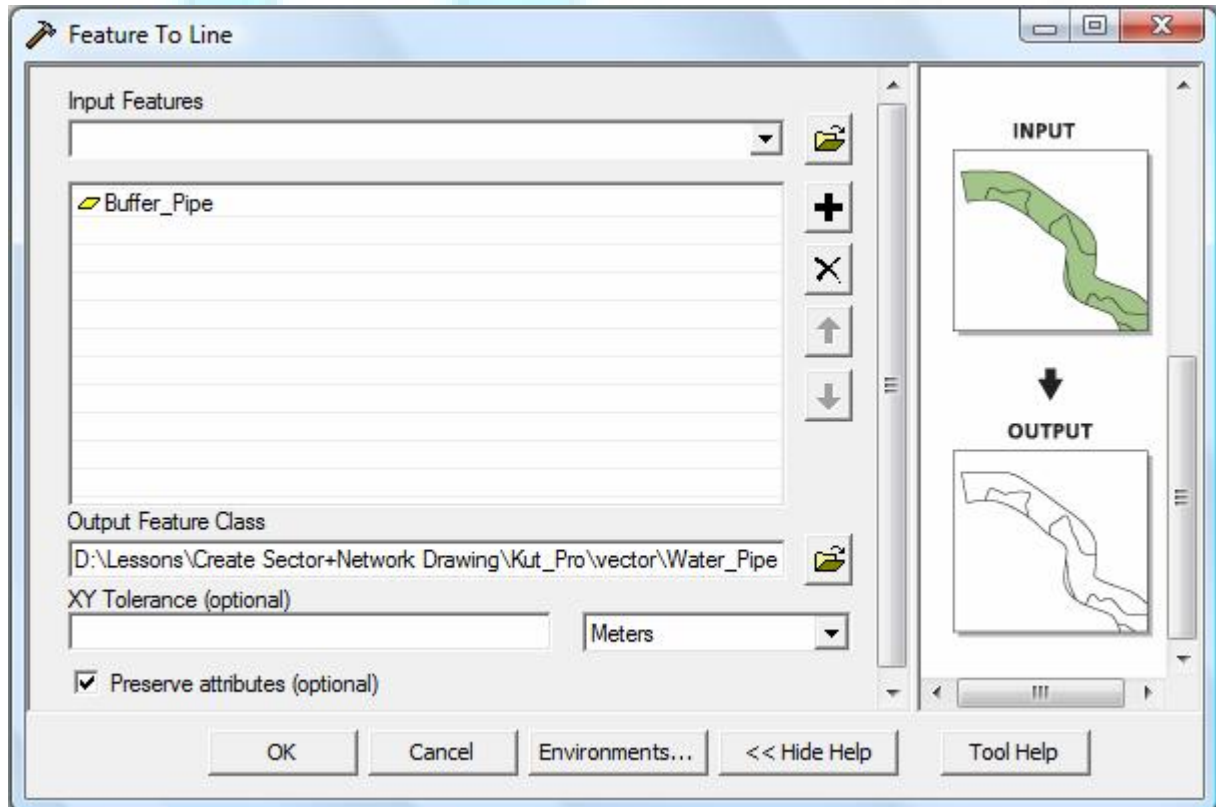 Feature To Line
Input Features
Buffer_Pipe
Output Feature Class
D:\Lessons\Create Sector+Network Drawing\Kut_Pro\vector\Water_Pipe
XY Tolerance (optional)
Meters
Preserve attributes (optional)
INPUT
OUTPUT
OK
Cancel
Environments...
<< Hide Help
Tool Help